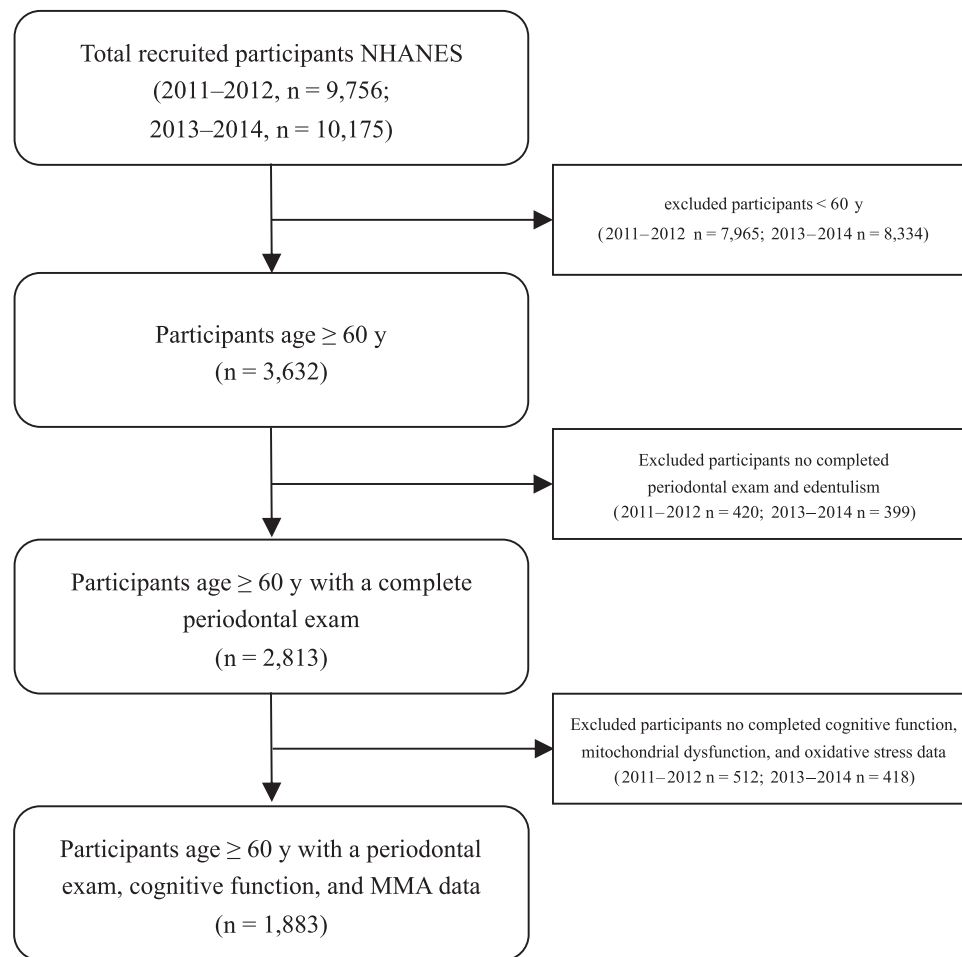 Total recruited participants NHANES
(2011–2012, n = 9,756;
2013–2014, n = 10,175)
excluded participants < 60 y
(2011–2012 n = 7,965; 2013–2014 n = 8,334)
Participants age ≥ 60 y
(n = 3,632)
Excluded participants no completed
periodontal exam and edentulism
(2011–2012 n = 420; 2013–2014 n = 399)
Participants age ≥ 60 y with a complete
periodontal exam
(n = 2,813)
Excluded participants no completed cognitive function,
mitochondrial dysfunction, and oxidative stress data
(2011–2012 n = 512; 2013–2014 n = 418)
Participants age ≥ 60 y with a periodontal
exam, cognitive function, and MMA data
(n = 1,883)